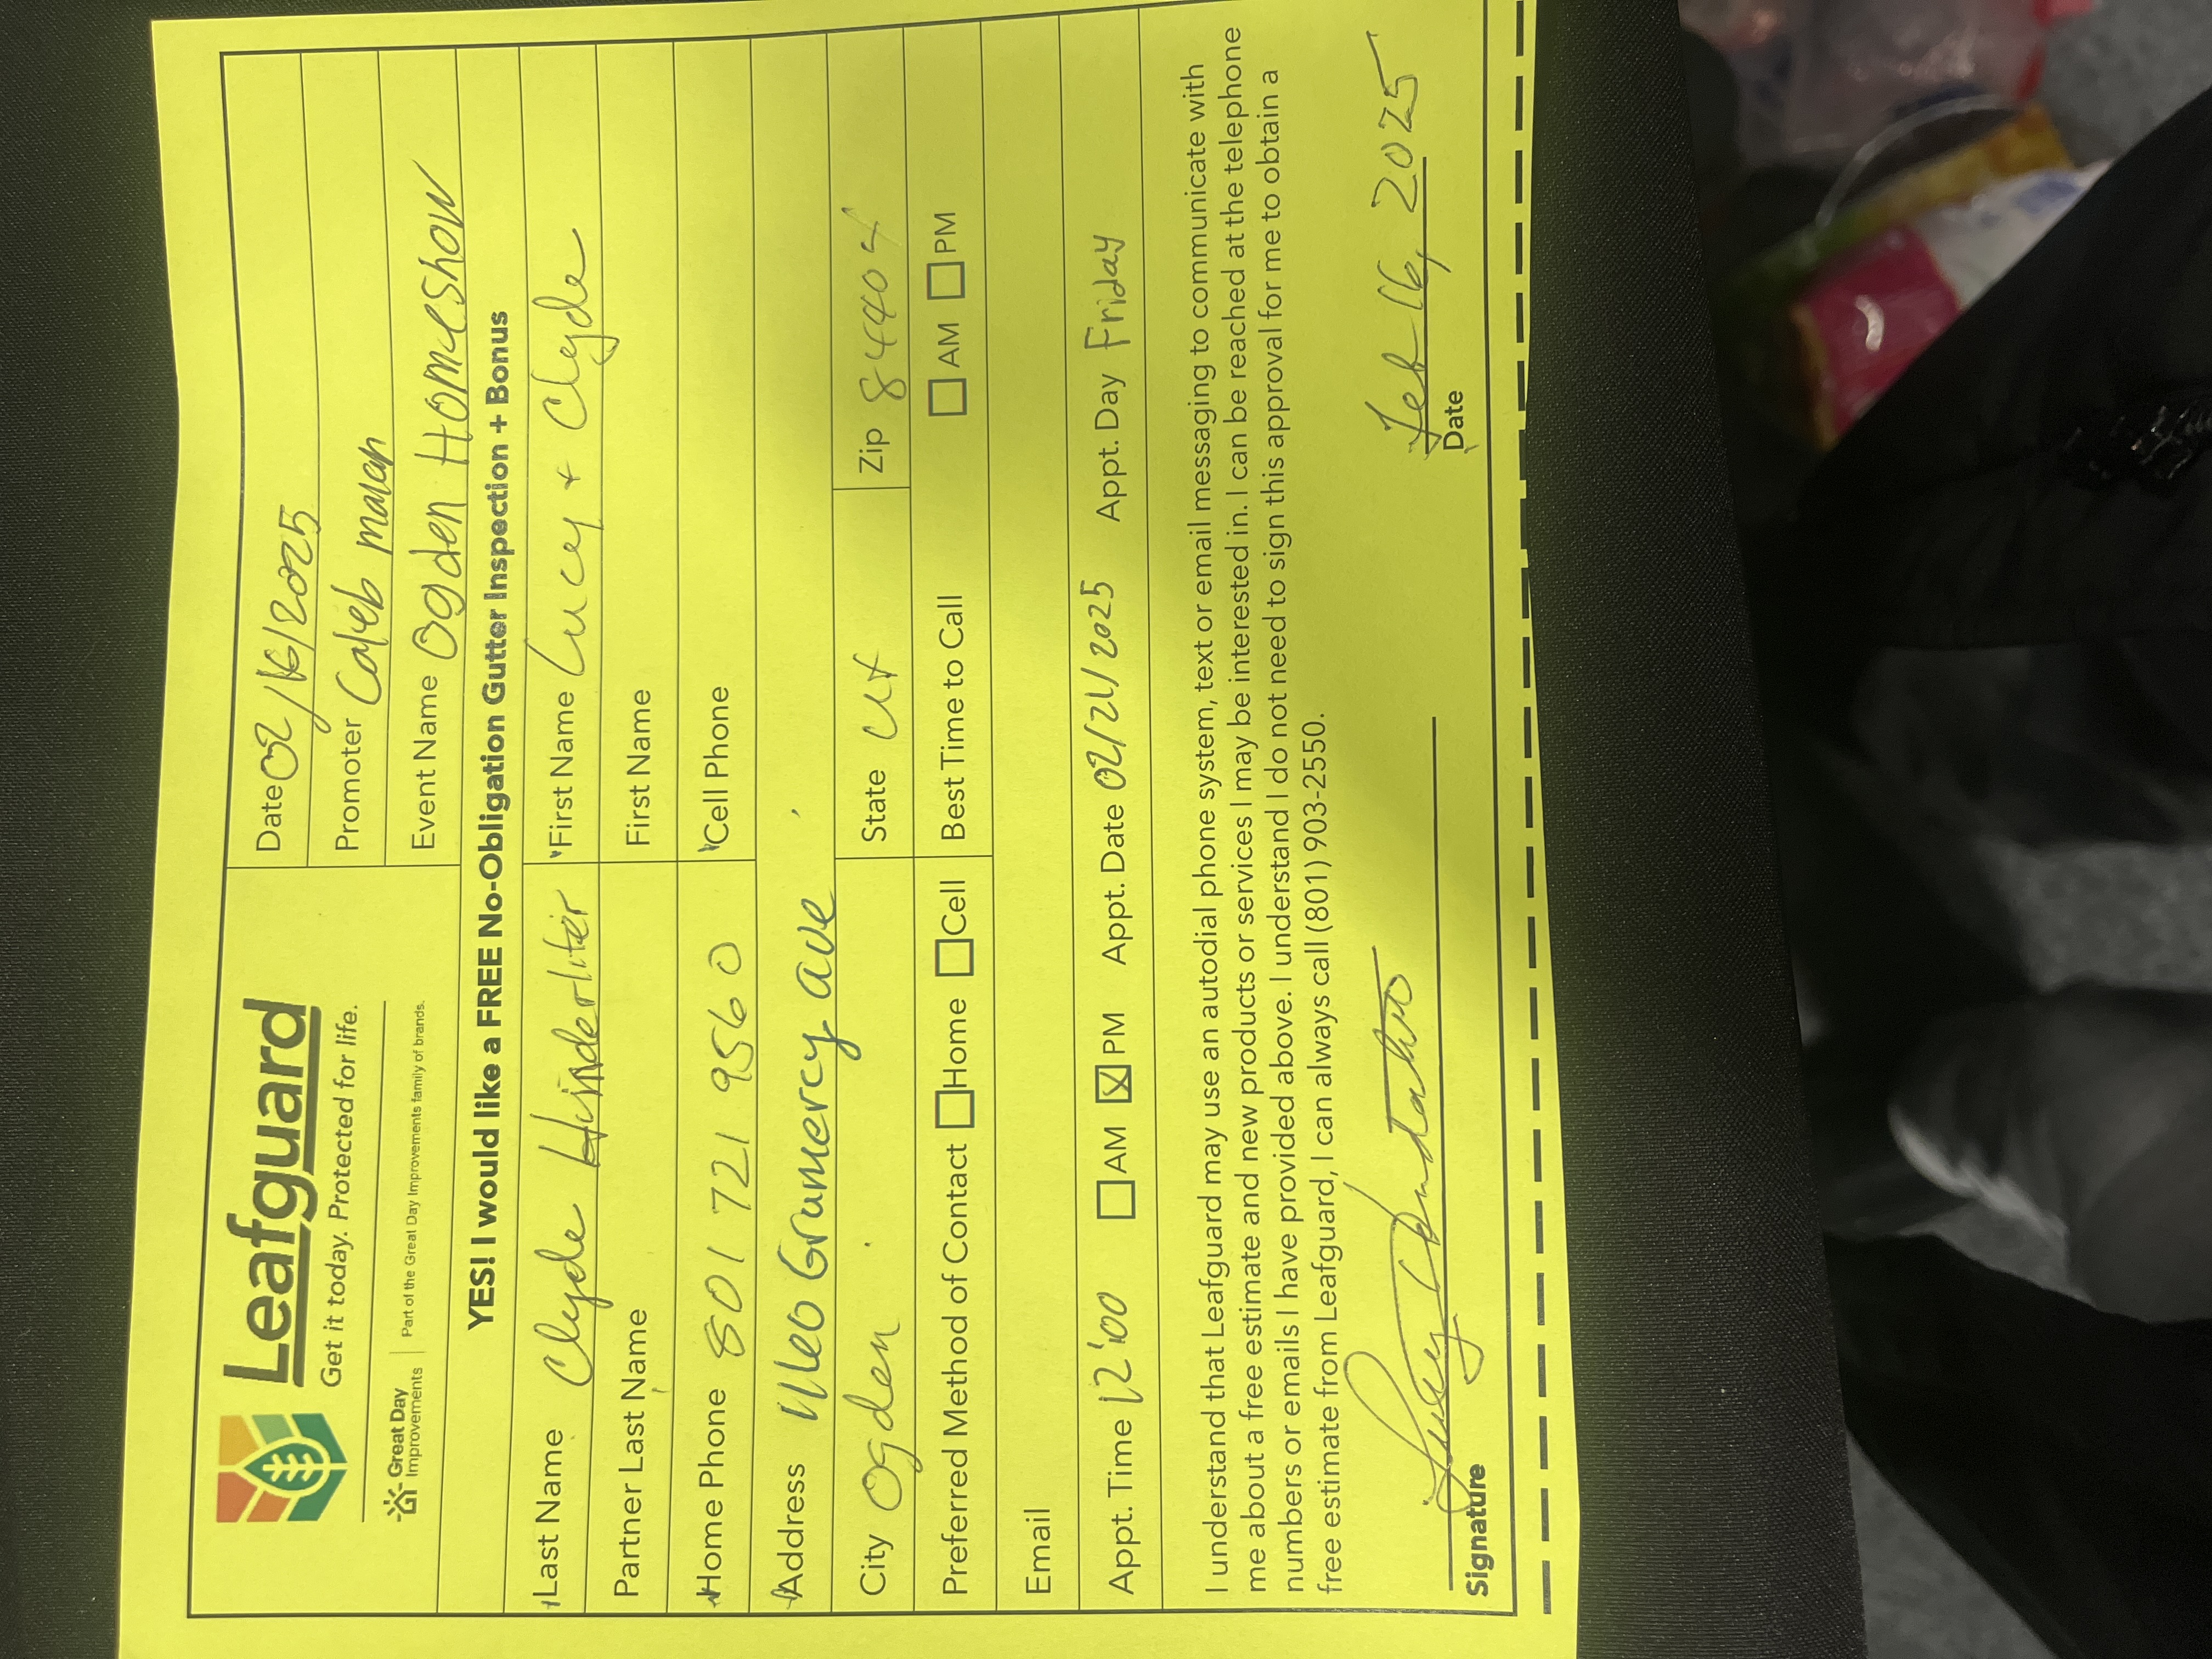 Leafguard
Get it today. Protected for life.
Great Day Improvements | Part of the Great Day Improvements family of brands.
Date 02/16/2025
Promoter Caleb
Event Name Ogden Homeshow
YES! I would like a FREE No-Obligation Gutter Inspection + Bonus
Last Name Clyde Hinderliter First Name Lucy + Clyde
Partner Last Name First Name
Home Phone 801 721 9560 Cell Phone
Address Gramercy ave
City Ogden State Ut Zip 84404
Preferred Method of Contact Home Cell Best Time to Call AM PM
Email
Appt. Time 12:00 AM PM Appt. Date 02/21/2025 Appt. Day Friday
I understand that Leafguard may use an autodial phone system, text or email messaging to communicate with
me about a free estimate and new products or services I may be interested in. I can be reached at the telephone
numbers or emails I have provided above. I understand I do not need to sign this approval for me to obtain a
free estimate from Leafguard, I can always call (801) 903-2550.
Lucy Feb 16, 2025
Signature Date